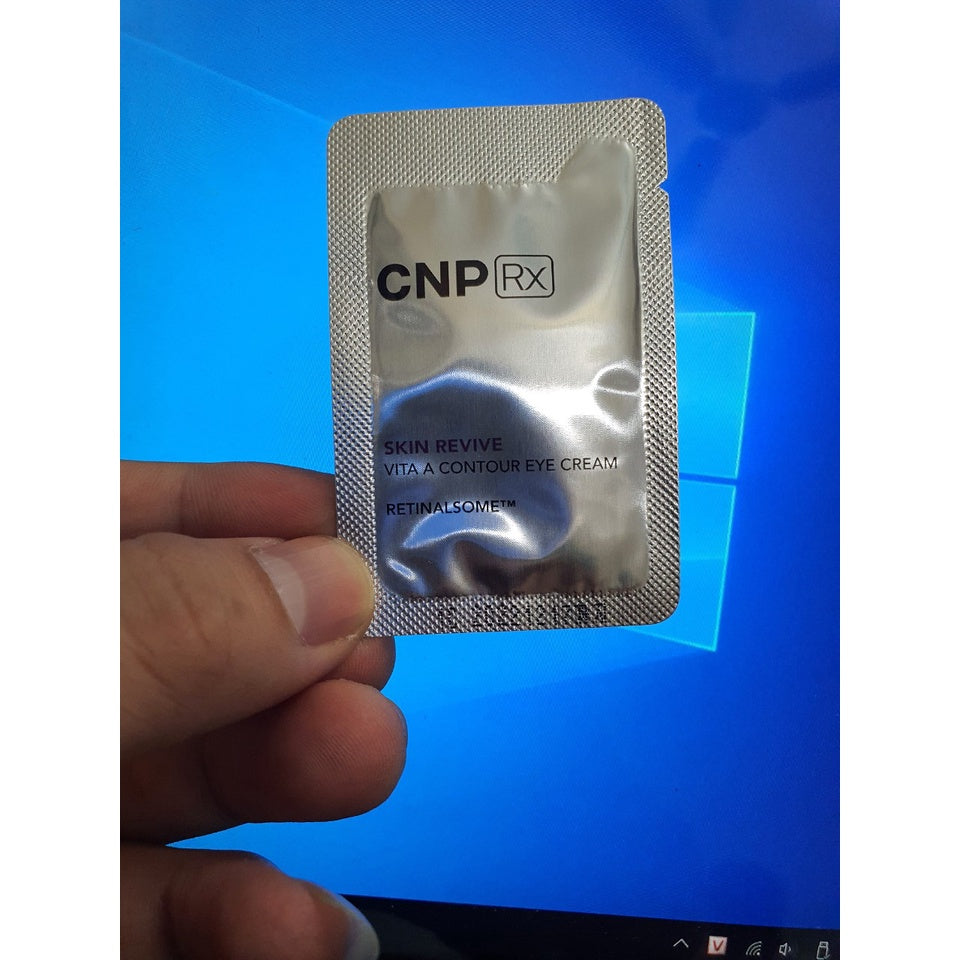 CNP Rx
SKIN REVIVE
VITA A CONTOUR EYE CREAM
RETINALSOME™
V